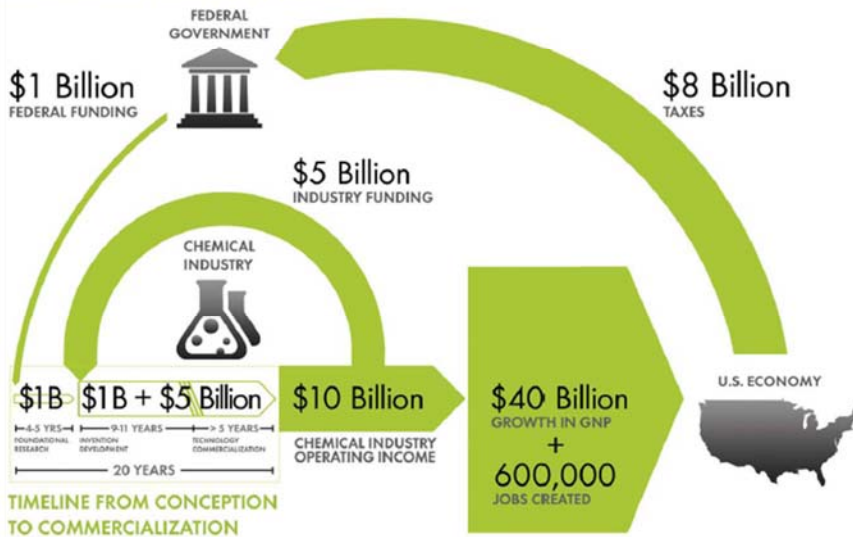 FEDERAL
GOVERNMENT
$1 Billion
FEDERAL FUNDING
$8 Billion
TAXES
$5 Billion
INDUSTRY FUNDING
CHEMICAL
INDUSTRY
$1B
$1B + $5 Billion
4-5 YRS
FOUNDATIONAL
RESEARCH
9-11 YEARS
INVENTION
DEVELOPMENT
> 5 YEARS
TECHNOLOGY
COMMERCIALIZATION
20 YEARS
TIMELINE FROM CONCEPTION
TO COMMERCIALIZATION
$10 Billion
CHEMICAL INDUSTRY
OPERATING INCOME
$40 Billion
GROWTH IN GNP
+
600,000
JOBS CREATED
U.S. ECONOMY